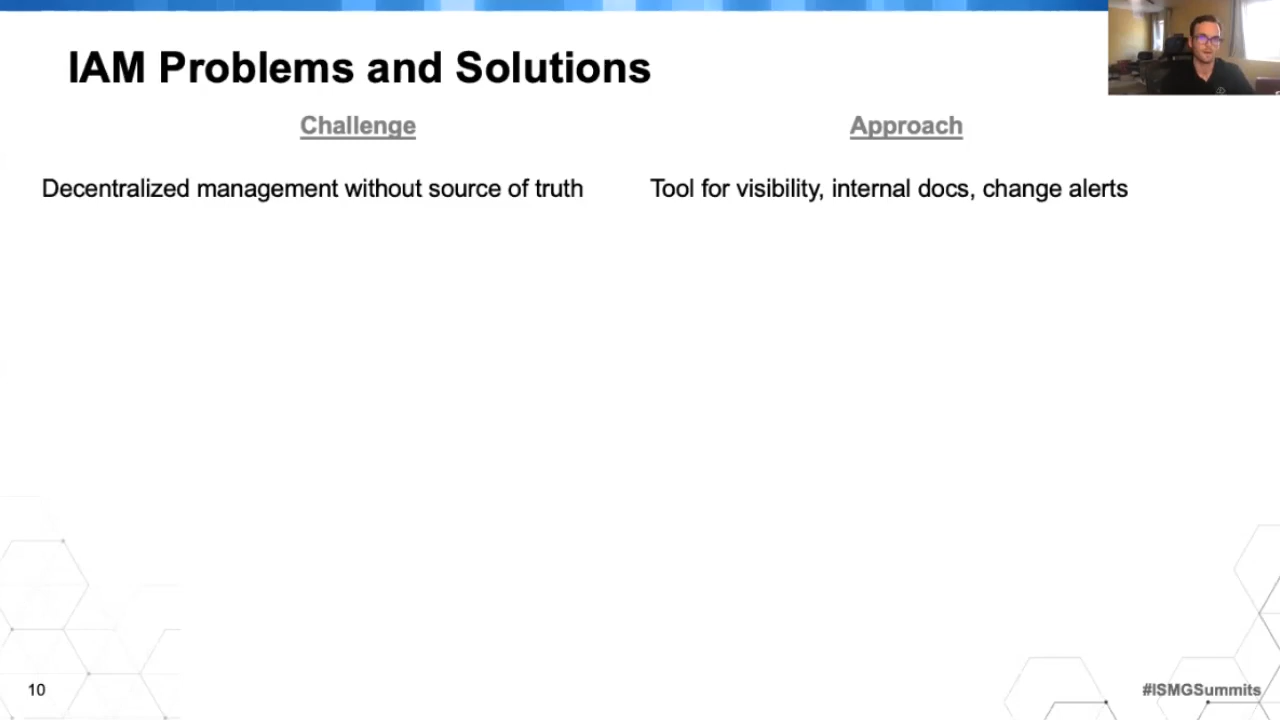 IAM Problems and Solutions
Challenge
Approach
Decentralized management without source of truth
Tool for visibility, internal docs, change alerts
10
#ISMGSummits